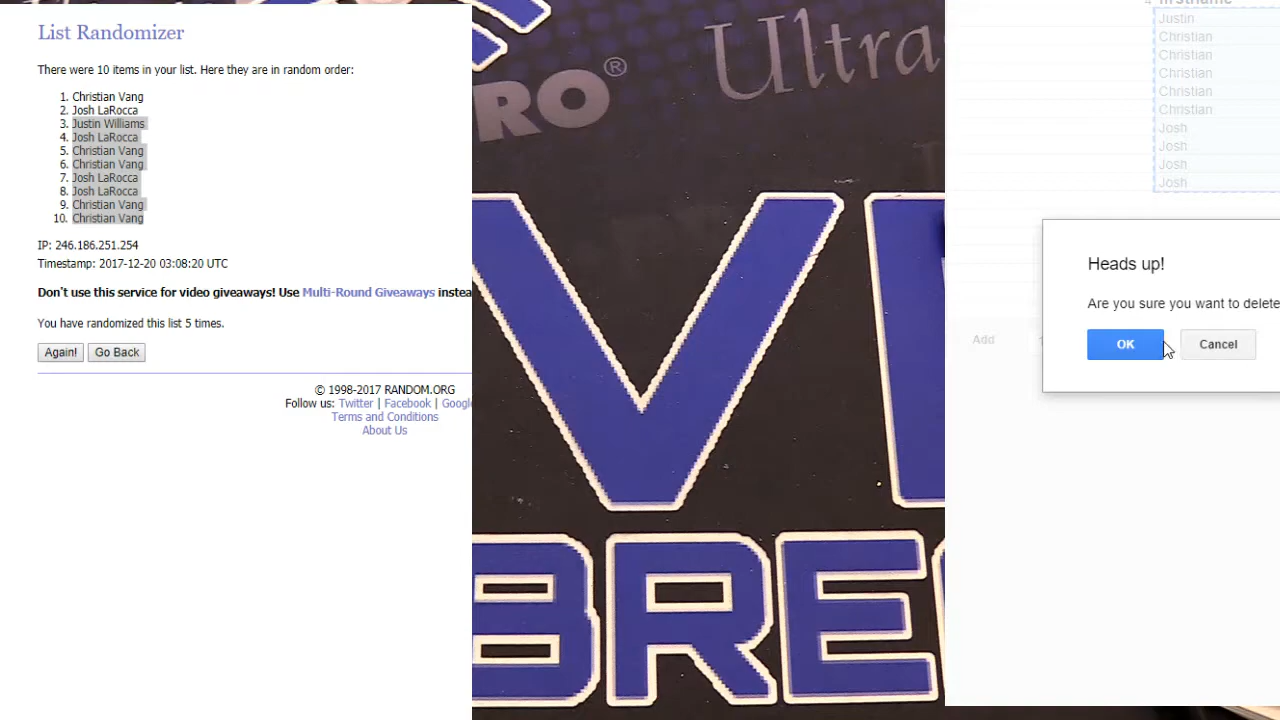 List Randomizer
There were 10 items in your list. Here they are in random order:
1. Christian Vang
2. Josh LaRocca
3. Justin Williams
4. Josh LaRocca
5. Christian Vang
6. Christian Vang
7. Josh LaRocca
8. Josh LaRocca
9. Christian Vang
10. Christian Vang
IP: 246.186.251.254
Timestamp: 2017-12-20 03:08:20 UTC
Don't use this service for video giveaways! Use Multi-Round Giveaways instea
You have randomized this list 5 times.
Again! Go Back
© 1998-2017 RANDOM.ORG
Follow us: Twitter | Facebook | Googl
Terms and Conditions
About Us
RO® Ultra
V
BRE
firstname
Justin
Christian
Christian
Christian
Christian
Christian
Josh
Josh
Josh
Josh
Heads up!
Are you sure you want to delete
OK Cancel
Add